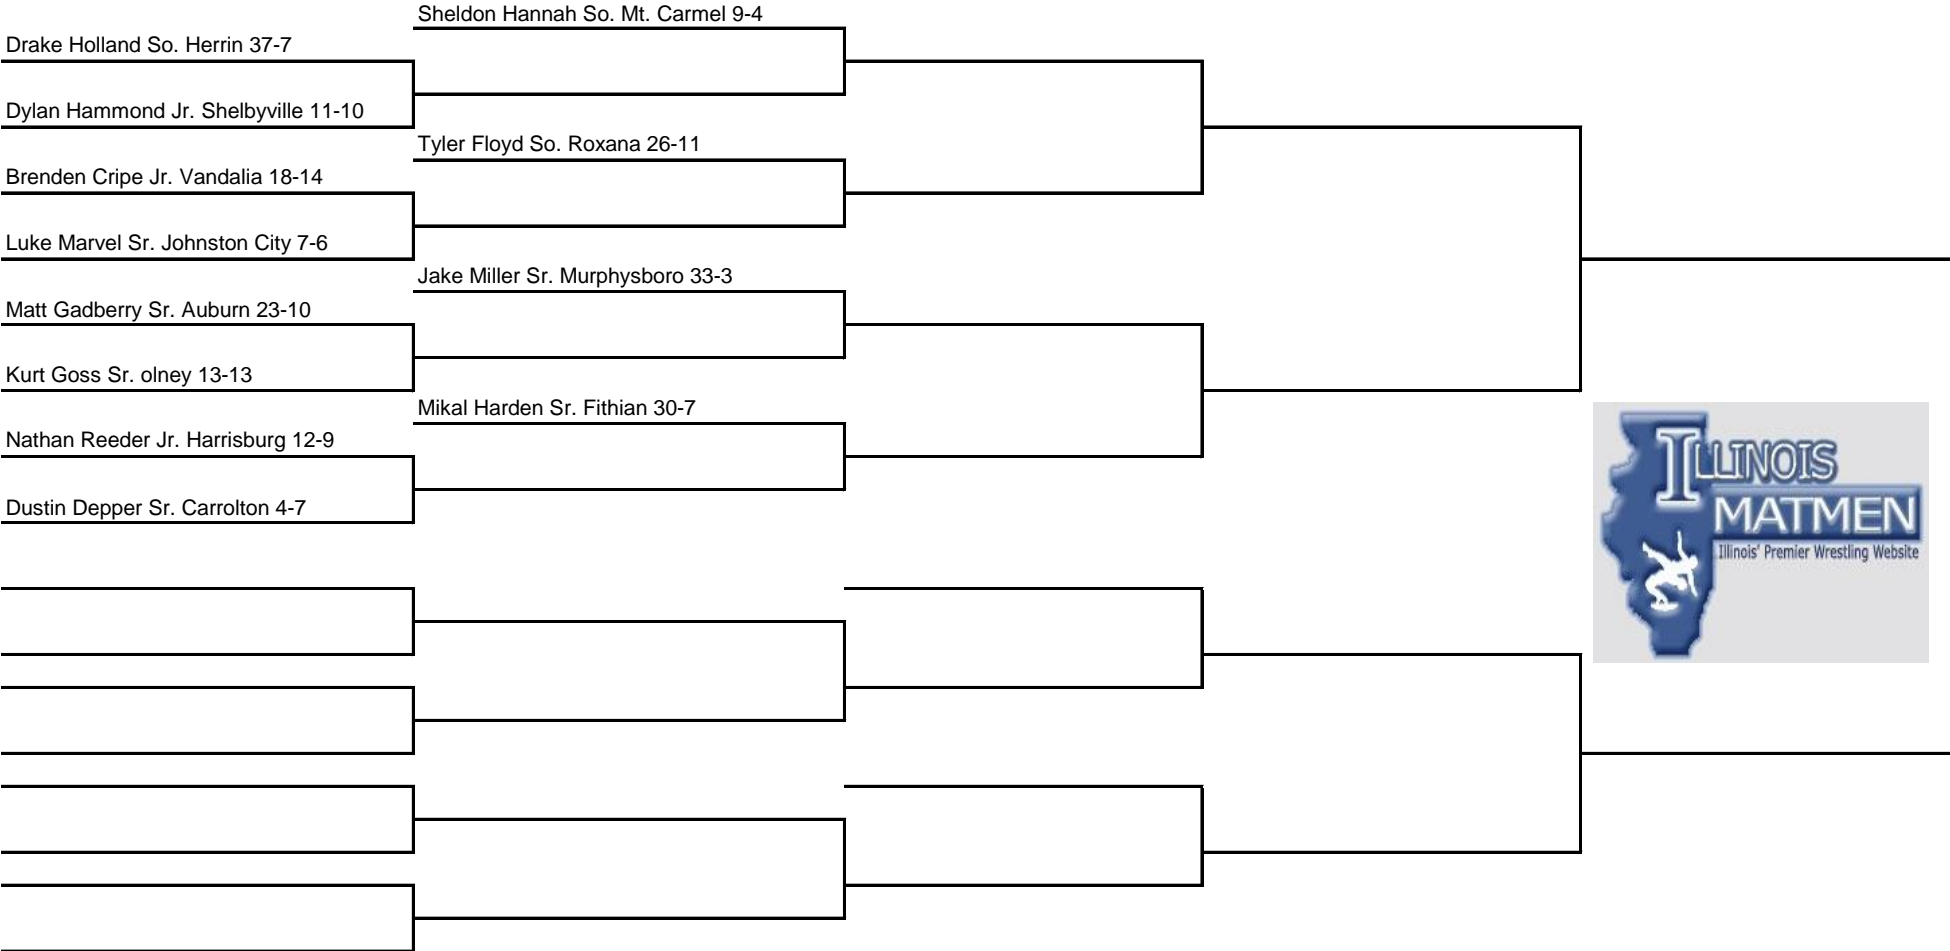 Sheldon Hannah So. Mt. Carmel 9-4
Drake Holland So. Herrin 37-7
Dylan Hammond Jr. Shelbyville 11-10
Tyler Floyd So. Roxana 26-11
Brenden Cripe Jr. Vandalia 18-14
Luke Marvel Sr. Johnston City 7-6
Jake Miller Sr. Murphysboro 33-3
Matt Gadberry Sr. Auburn 23-10
Kurt Goss Sr. olney 13-13
Mikal Harden Sr. Fithian 30-7
Nathan Reeder Jr. Harrisburg 12-9
Dustin Depper Sr. Carrolton 4-7
ILLINOIS
MATMEN
Illinois' Premier Wrestling Website